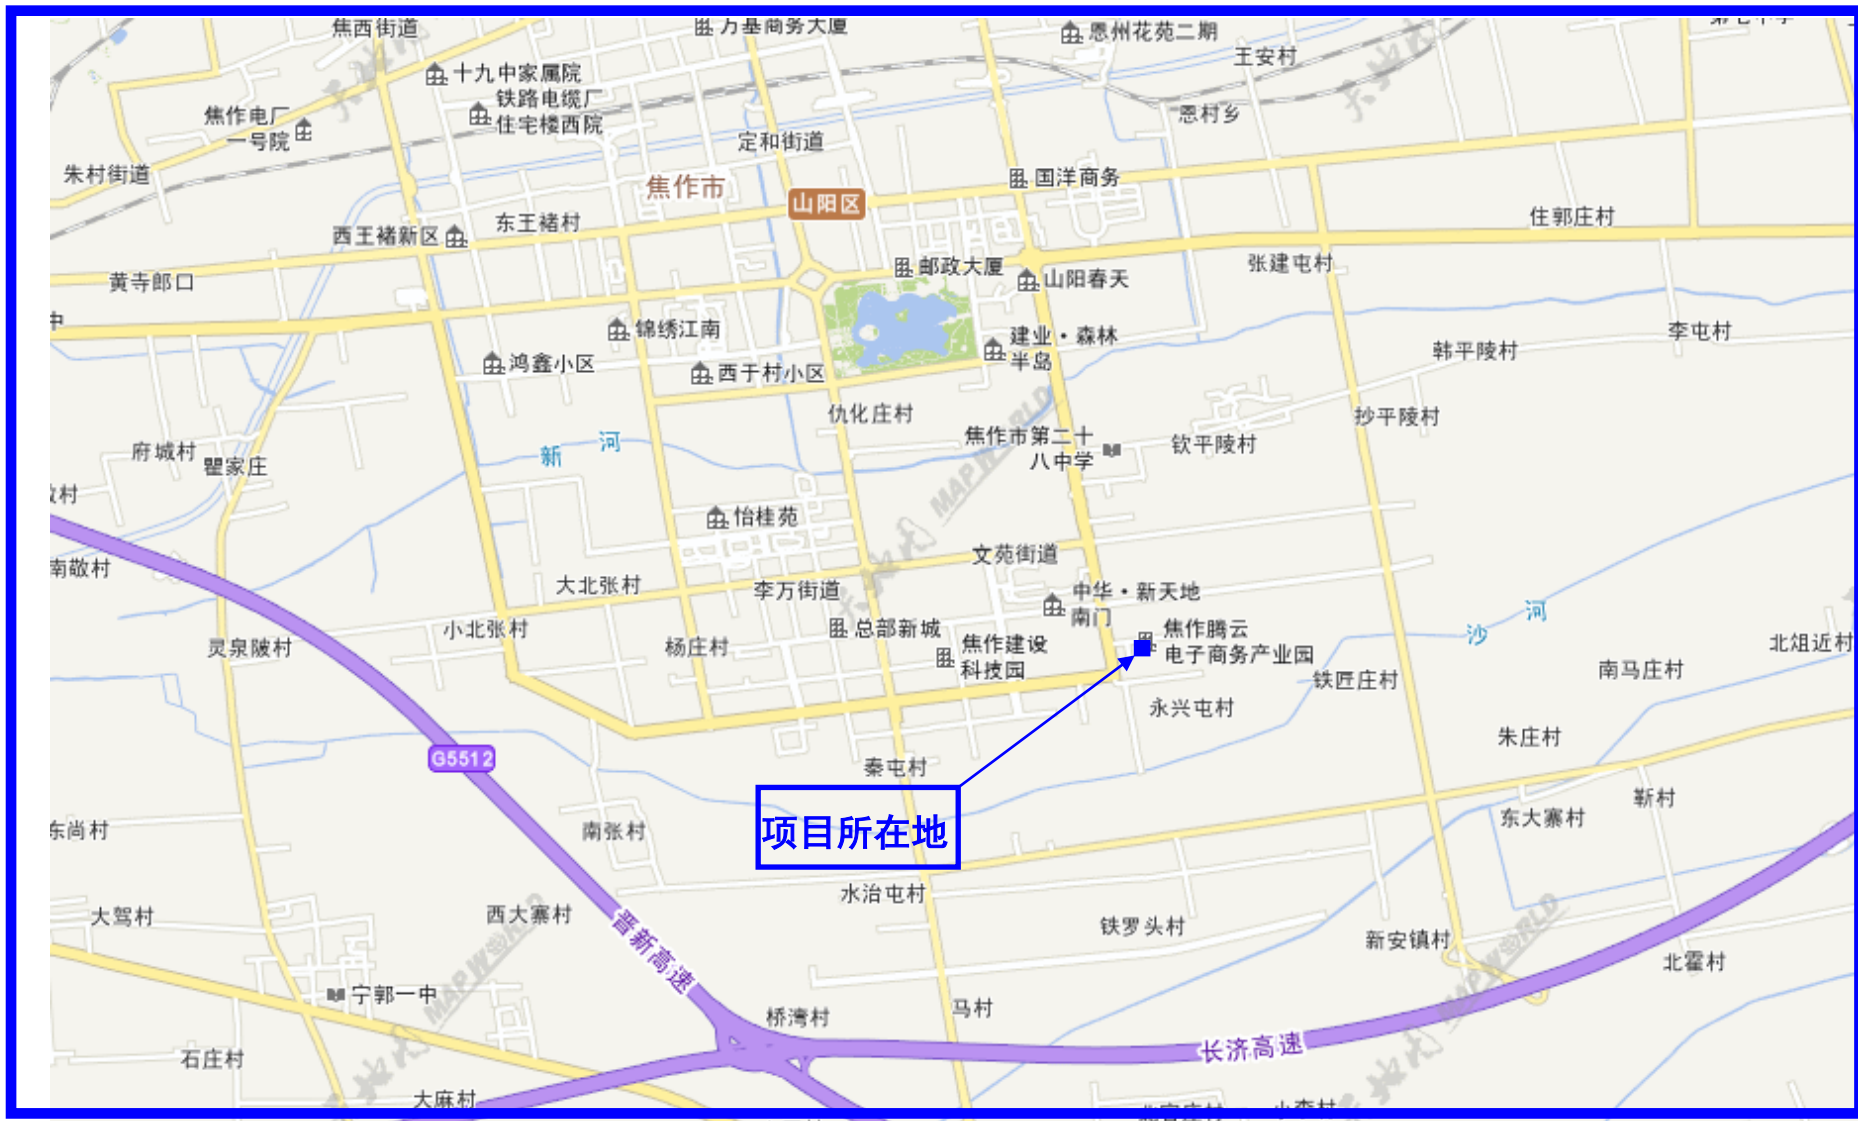 焦西街道
万基商务大厦
恩州花苑二期
王安村
十九中家属院
铁路电缆厂
住宅楼西院
焦作电厂
一号院
恩村乡
定和街道
朱村街道
焦作市
山阳区
国洋商务
西王褚新区
东王褚村
住郭庄村
黄寺郎口
邮政大厦
山阳春天
张建屯村
中
锦绣江南
建业·森林
半岛
李屯村
韩平陵村
鸿鑫小区
西于村小区
仇化庄村
抄平陵村
焦作市第二十
八中学
钦平陵村
新河
府城村
瞿家庄
村
怡桂苑
文苑街道
南敬村
大北张村
李万街道
中华·新天地
南门
沙河
小北张村
总部新城
焦作腾云
电子商务产业园
灵泉陂村
杨庄村
焦作建设
科技园
北俎近村
南马庄村
铁匠庄村
永兴屯村
朱庄村
G5512
秦屯村
靳村
东大寨村
东尚村
南张村
项目所在地
水治屯村
大驾村
西大寨村
铁罗头村
新安镇村
晋新高速
北霍村
宁郭一中
马村
桥湾村
长济高速
石庄村
大麻村
MAP WORLD
MAP WORLD
MAP WORLD